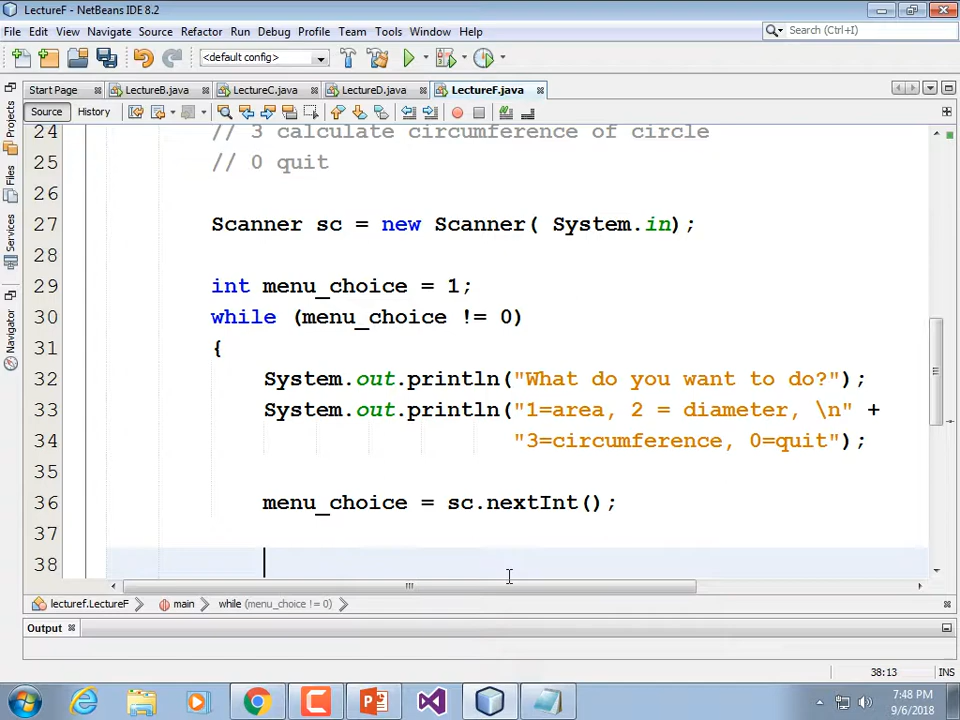 LectureF - NetBeans IDE 8.2
File Edit View Navigate Source Refactor Run Debug Profile Team Tools Window Help
Search (Ctrl+I)
<default config>
Start Page LectureB.java LectureC.java LectureD.java LectureF.java
Source History
Projects
Files
Services
Navigator
24 // 3 calculate circumference of circle
25 // 0 quit
26
27 Scanner sc = new Scanner( System.in);
28
29 int menu_choice = 1;
30 while (menu_choice != 0)
31 {
32 System.out.println("What do you want to do?");
33 System.out.println("1=area, 2 = diameter, \n" +
34 "3=circumference, 0=quit");
35
36 menu_choice = sc.nextInt();
37
38
lecturef.LectureF main while (menu_choice != 0)
Output
38:13 INS
7:48 PM
9/6/2018